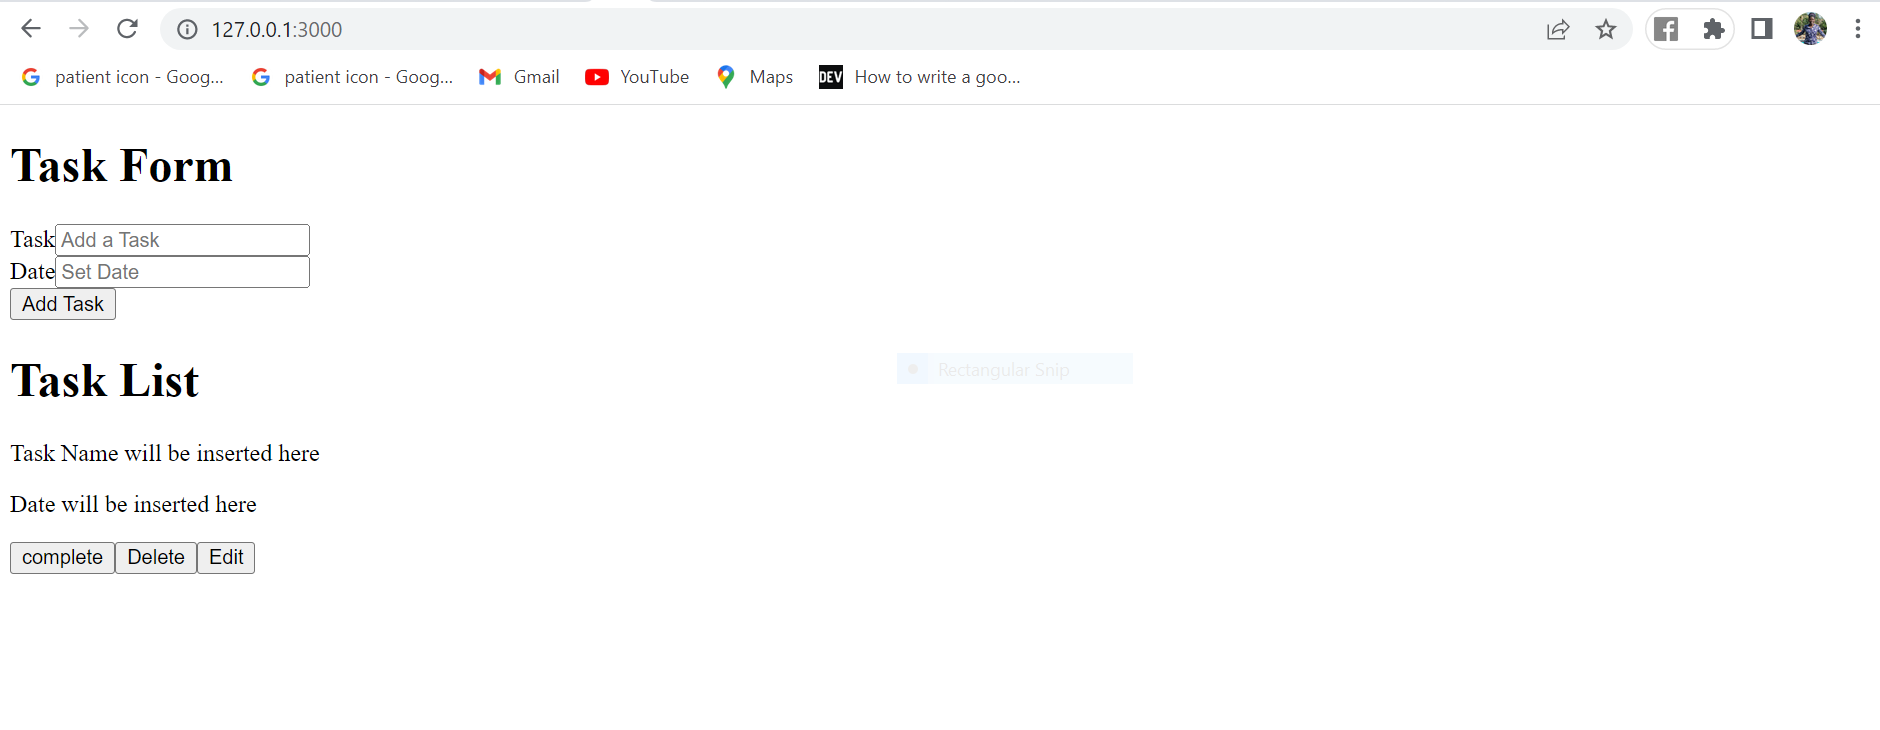 127.0.0.1:3000
patient icon - Goog... patient icon - Goog... Gmail YouTube Maps DEV How to write a goo...
Task Form
Task Add a Task
Date Set Date
Add Task
Task List
Rectangular Snip
Task Name will be inserted here
Date will be inserted here
complete Delete Edit